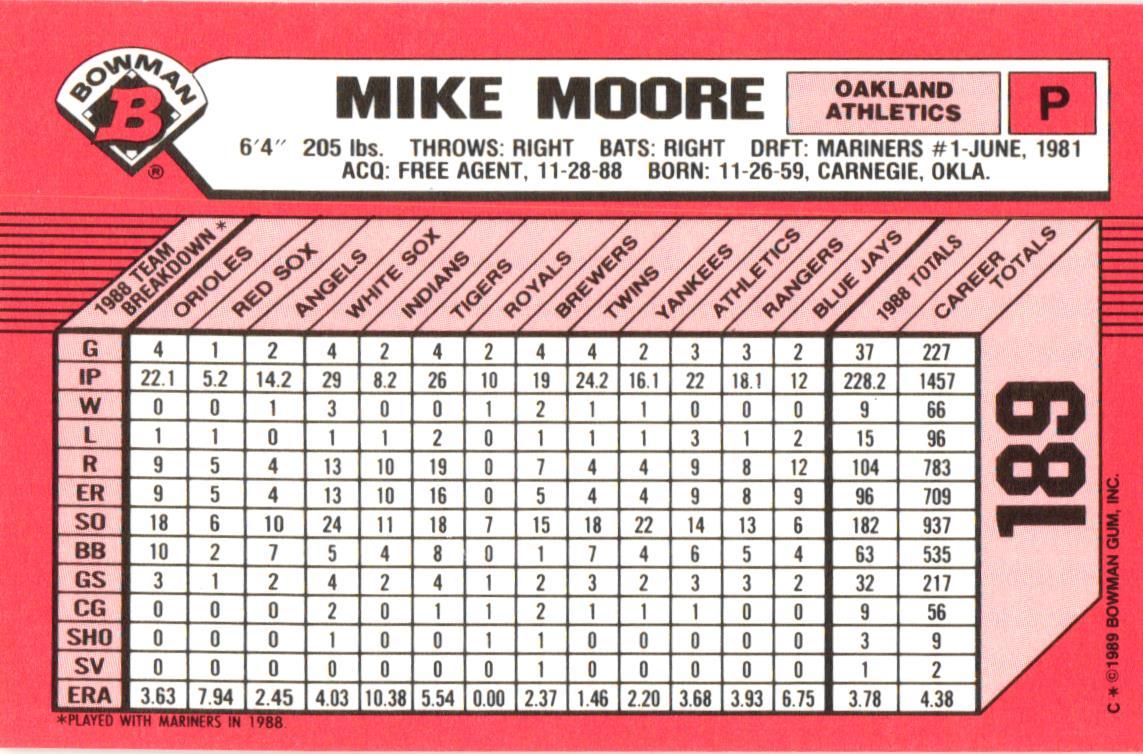 BOWMAN
B
®
MIKE MOORE
OAKLAND
ATHLETICS
P
6'4" 205 lbs. THROWS: RIGHT BATS: RIGHT DRFT: MARINERS #1-JUNE, 1981
ACQ: FREE AGENT, 11-28-88 BORN: 11-26-59, CARNEGIE, OKLA.
1988 TEAM BREAKDOWN * ORIOLES RED SOX ANGELS WHITE SOX INDIANS TIGERS ROYALS BREWERS TWINS YANKEES ATHLETICS RANGERS BLUE JAYS 1988 TOTALS CAREER TOTALS
G 4 1 2 4 2 4 2 4 4 2 3 3 2 37 227
IP 22.1 5.2 14.2 29 8.2 26 10 19 24.2 16.1 22 18.1 12 228.2 1457
W 0 0 1 3 0 0 1 2 1 1 0 0 0 9 66
L 1 1 0 1 1 2 0 1 1 1 3 1 2 15 96
R 9 5 4 13 10 19 0 7 4 4 9 8 12 104 783
ER 9 5 4 13 10 16 0 5 4 4 9 8 9 96 709
SO 18 6 10 24 11 18 7 15 18 22 14 13 6 182 937
BB 10 2 7 5 4 8 0 1 7 4 6 5 4 63 535
GS 3 1 2 4 2 4 1 2 3 2 3 3 2 32 217
CG 0 0 0 2 0 1 1 2 1 1 1 0 0 9 56
SHO 0 0 0 1 0 0 1 1 0 0 0 0 0 3 9
SV 0 0 0 0 0 0 0 1 0 0 0 0 0 1 2
ERA 3.63 7.94 2.45 4.03 10.38 5.54 0.00 2.37 1.46 2.20 3.68 3.93 6.75 3.78 4.38
*PLAYED WITH MARINERS IN 1988.
189
C * ©1989 BOWMAN GUM, INC.